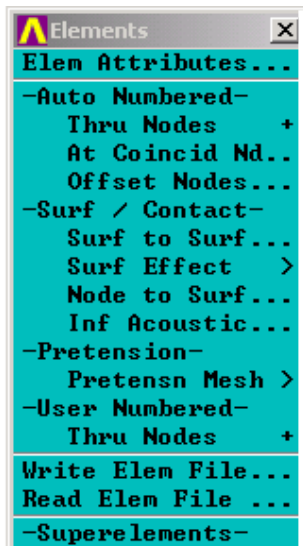 Elements
Elem Attributes...
-Auto Numbered-
Thru Nodes +
At Coincid Nd..
Offset Nodes...
-Surf / Contact-
Surf to Surf...
Surf Effect >
Node to Surf...
Inf Acoustic...
-Pretension-
Pretensn Mesh >
-User Numbered-
Thru Nodes +
Write Elem File...
Read Elem File ...
-Superelements-